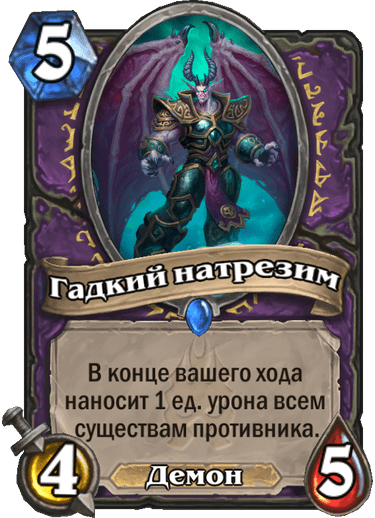 5
Гадкий натрезим
В конце вашего хода
наносит 1 ед. урона всем
существам противника.
4
Демон
5